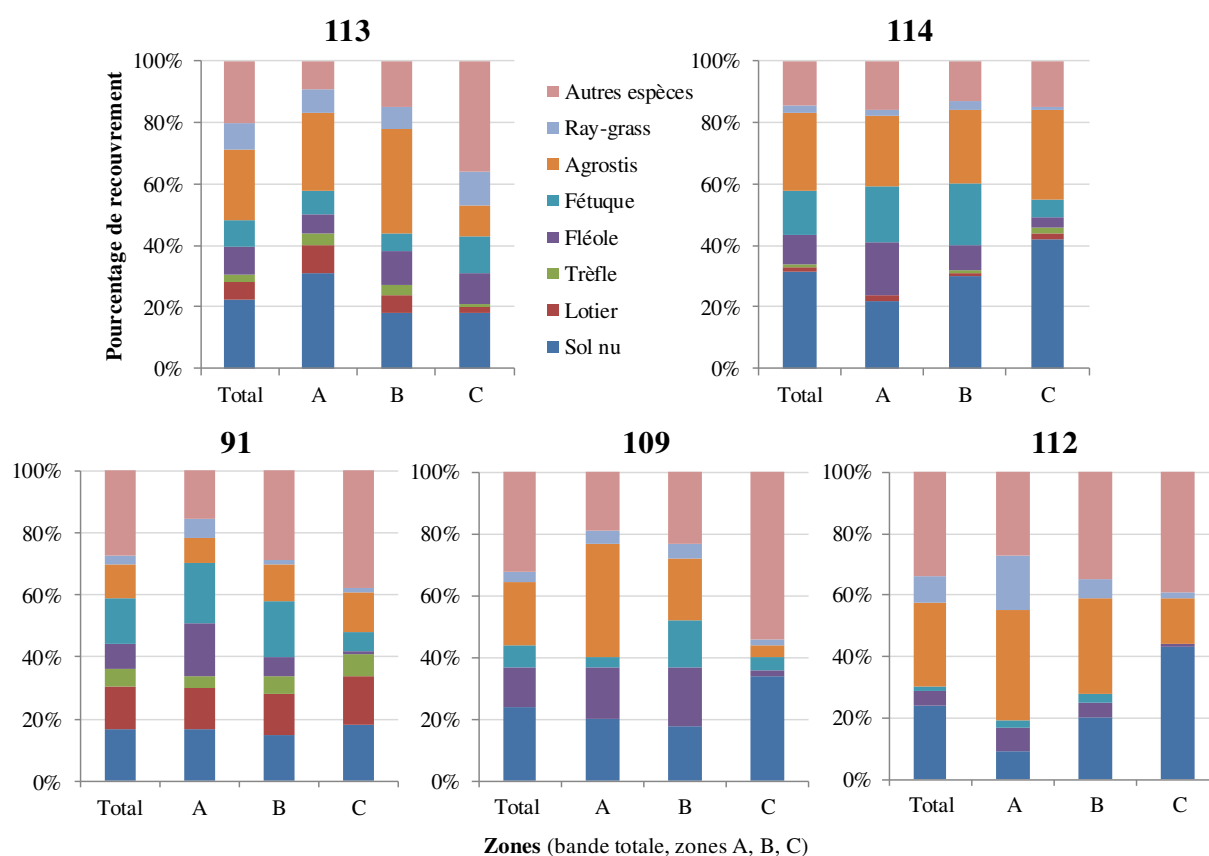 113
Pourcentage de recouvrement
100%
80%
60%
40%
20%
0%
Total A B C
Autres espèces
Ray-grass
Agrostis
Fétuque
Fléole
Trèfle
Lotier
Sol nu
114
100%
80%
60%
40%
20%
0%
Total A B C
91
100%
80%
60%
40%
20%
0%
Total A B C
109
100%
80%
60%
40%
20%
0%
Total A B C
112
100%
80%
60%
40%
20%
0%
Total A B C
Zones (bande totale, zones A, B, C)